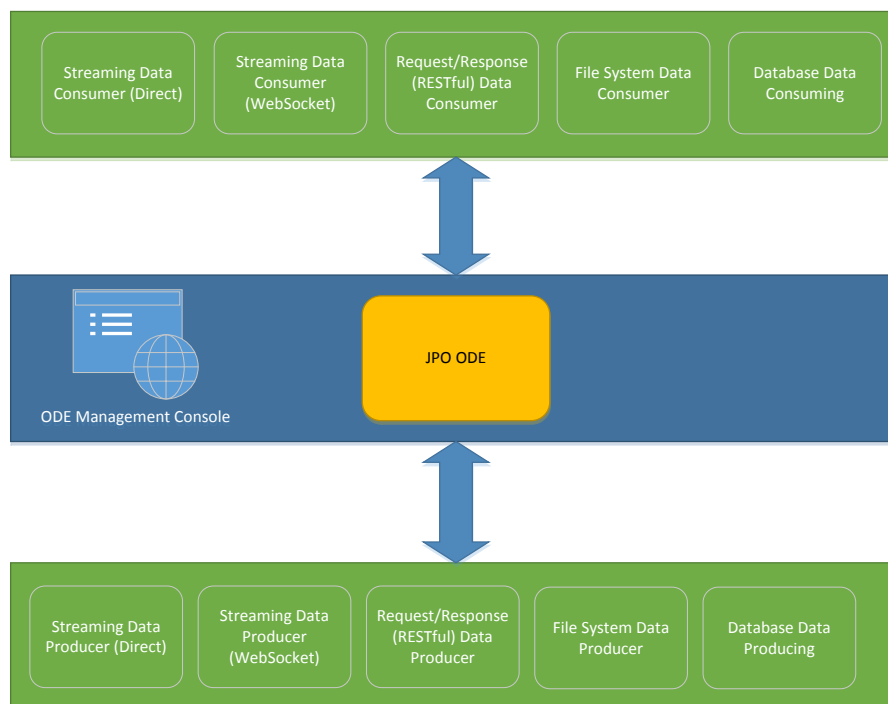 Streaming Data
Consumer (Direct)
Streaming Data
Consumer
(WebSocket)
Request/Response
(RESTful) Data
Consumer
File System Data
Consumer
Database Data
Consuming
JPO ODE
ODE Management Console
Streaming Data
Producer (Direct)
Streaming Data
Producer
(WebSocket)
Request/Response
(RESTful) Data
Producer
File System Data
Producer
Database Data
Producing